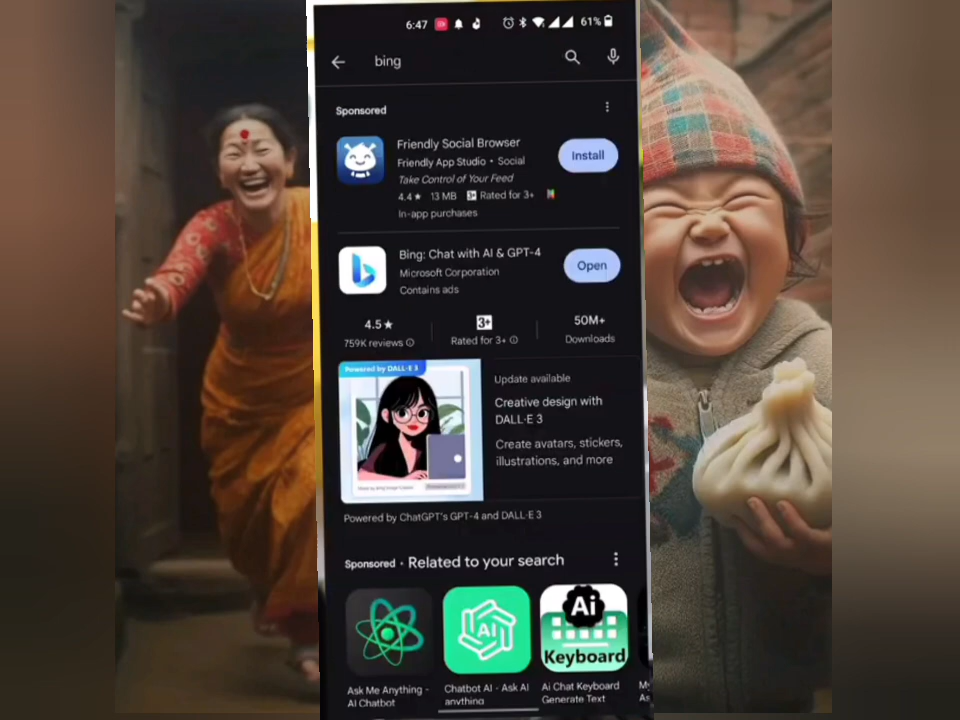 6:47
61%
bing
Sponsored
Friendly Social Browser
Friendly App Studio • Social
Take Control of Your Feed
4.4★ 13 MB 3+ Rated for 3+
In-app purchases
Install
Bing: Chat with AI & GPT-4
Microsoft Corporation
Contains ads
Open
4.5★
759K reviews
3+
Rated for 3+
50M+
Downloads
Powered by DALL·E 3
Update available
Creative design with
DALL·E 3
Create avatars, stickers,
illustrations, and more
Powered by ChatGPT's GPT-4 and DALL·E 3
Sponsored • Related to your search
AI
Ai
Keyboard
Ask Me Anything -
AI Chatbot
Chatbot AI - Ask AI
anything
Ai Chat Keyboard
Generate Text